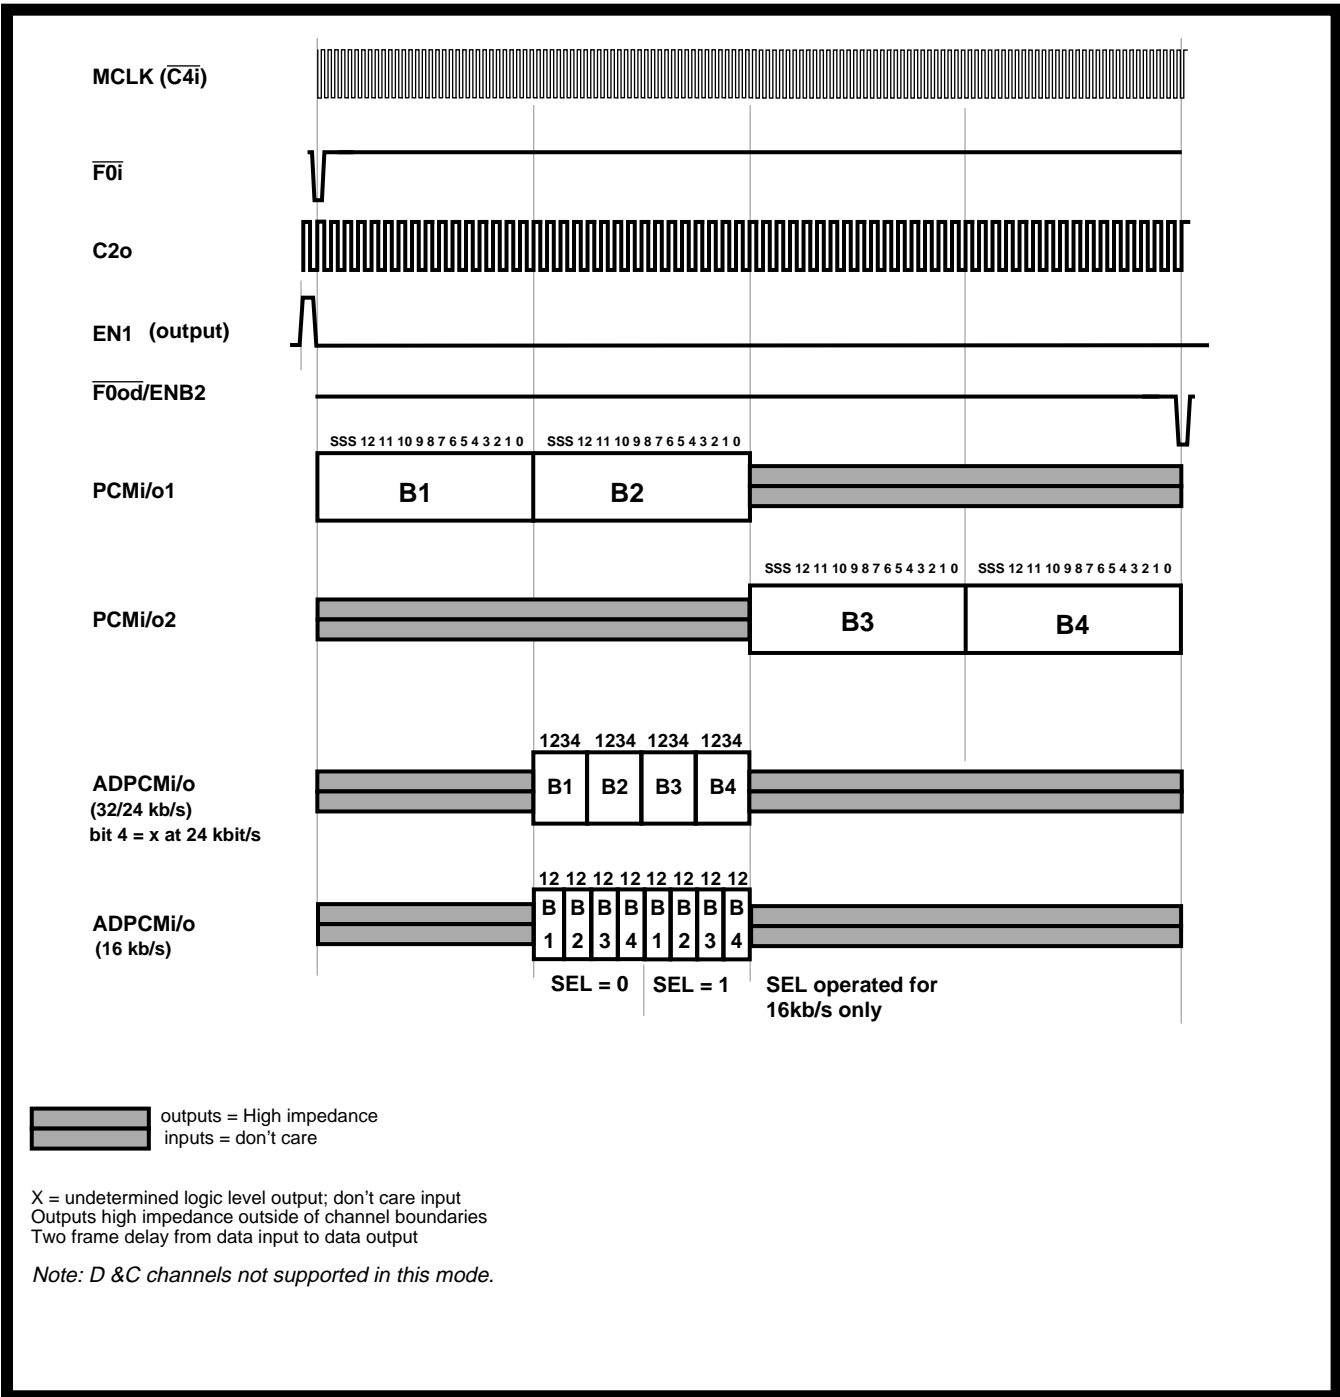 MCLK (C4i)
F0i
C2o
EN1 (output)
F0od/ENB2
SSS 12 11 10 9 8 7 6 5 4 3 2 1 0 SSS 12 11 10 9 8 7 6 5 4 3 2 1 0
PCMi/o1 B1 B2
SSS 12 11 10 9 8 7 6 5 4 3 2 1 0 SSS 12 11 10 9 8 7 6 5 4 3 2 1 0
PCMi/o2 B3 B4
1234 1234 1234 1234
ADPCMi/o B1 B2 B3 B4
(32/24 kb/s)
bit 4 = x at 24 kbit/s
12 12 12 12 12 12 12 12
B B B B B B B B
ADPCMi/o
1 2 3 4 1 2 3 4
(16 kb/s)
SEL = 0 SEL = 1 SEL operated for
16kb/s only
outputs = High impedance
inputs = don't care
X = undetermined logic level output; don't care input
Outputs high impedance outside of channel boundaries
Two frame delay from data input to data output
Note: D &C channels not supported in this mode.